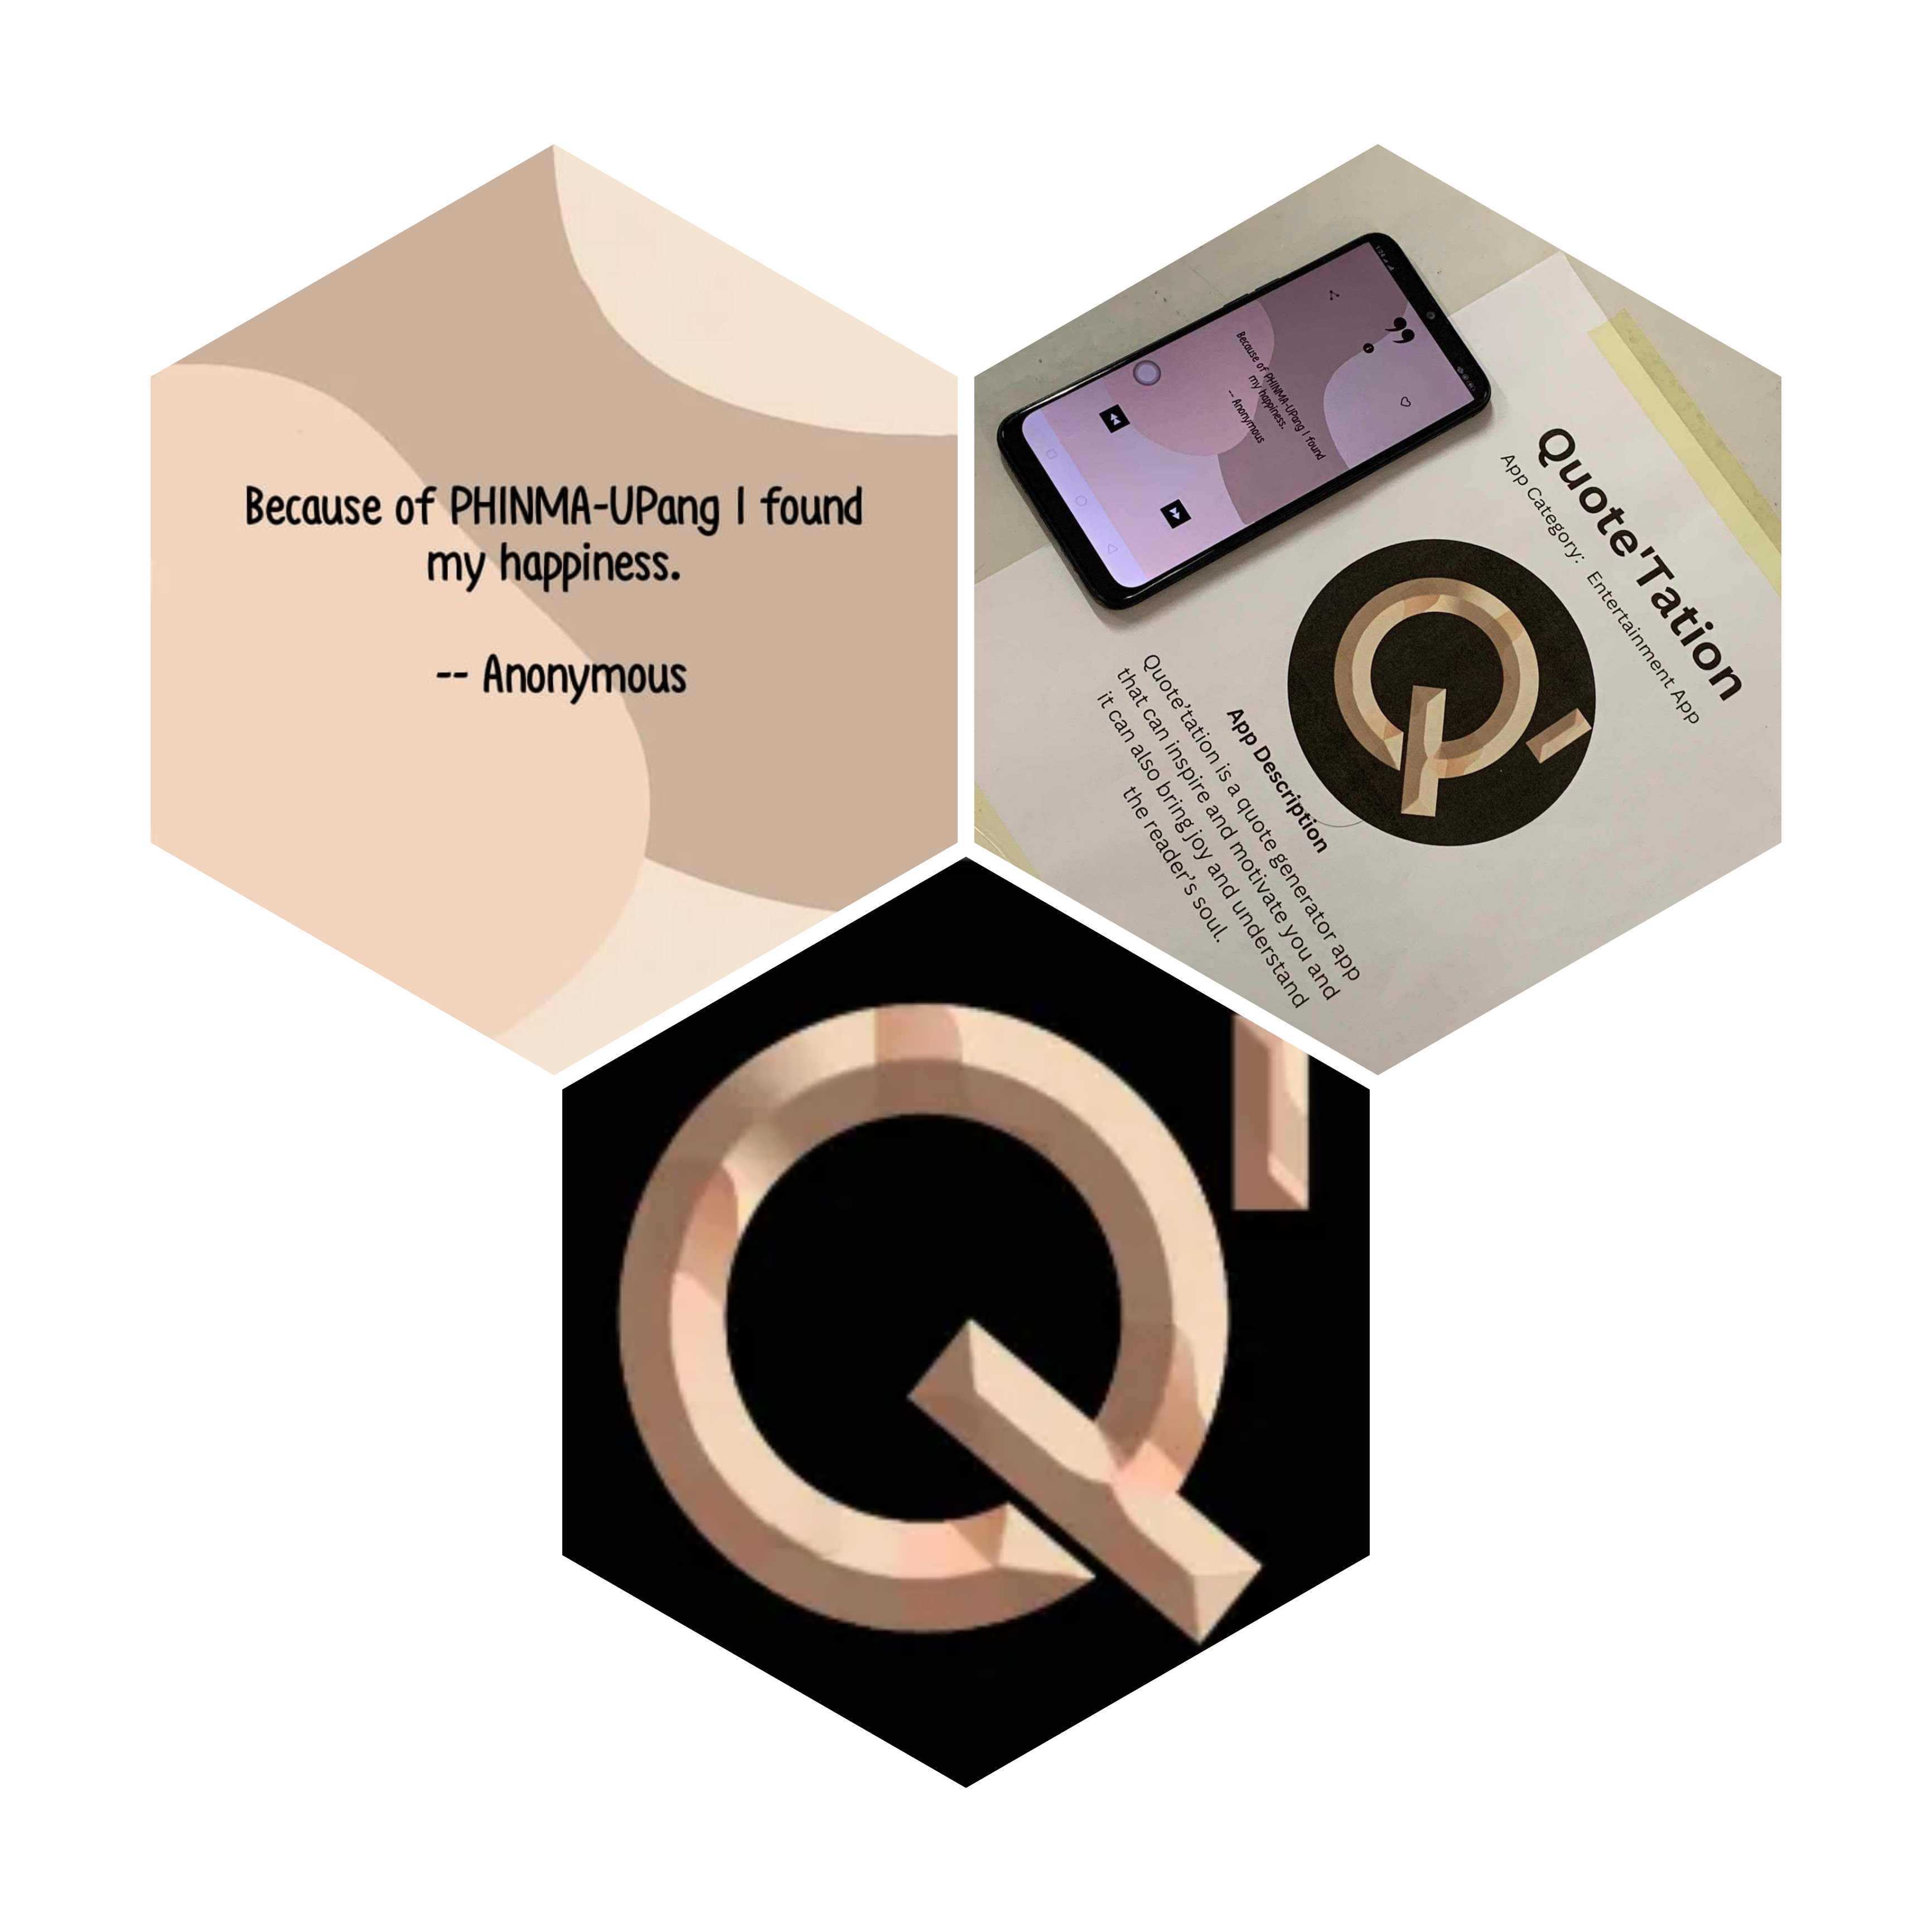 Because of PHINMA-UPang I found
my happiness.
-- Anonymous
”
Because of PHINMA-UPang I found
my happiness.
-- Anonymous
Quote'Tation
App Category: Entertainment App
Q'
App Description
Quote'tation is a quote generator app
that can inspire and motivate you and
it can also bring joy and understand
the reader's soul.
Q'